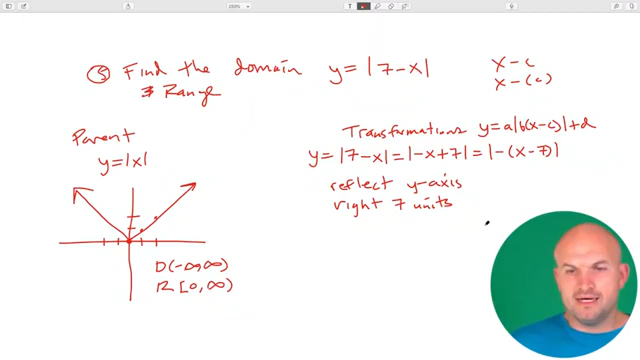 ⑤ Find the domain y = |7-x|
& Range
x-c
x-(c)
Parent
y=|x|
Transformations y=a|b(x-c)|+d
y = |7-x| = |-x+7| = |-(x-7)|
reflect y-axis
right 7 units
D(-∞,∞)
R [0,∞)